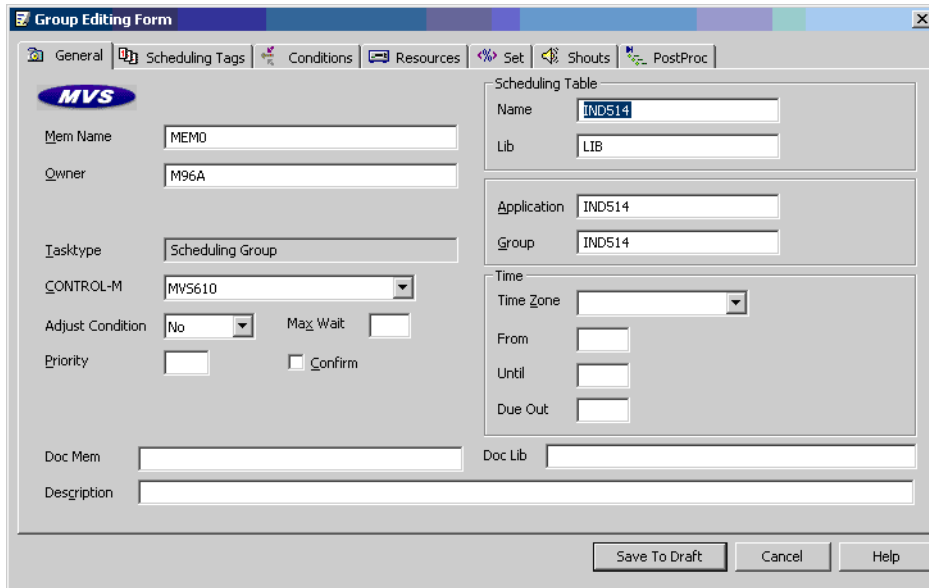 Group Editing Form
General Scheduling Tags Conditions Resources Set Shouts PostProc
MVS
Mem Name MEM0
Owner M96A
Tasktype Scheduling Group
CONTROL-M MVS610
Adjust Condition No Max Wait
Priority Confirm
Scheduling Table
Name IND514
Lib LIB
Application IND514
Group IND514
Time
Time Zone
From
Until
Due Out
Doc Mem Doc Lib
Description
Save To Draft Cancel Help